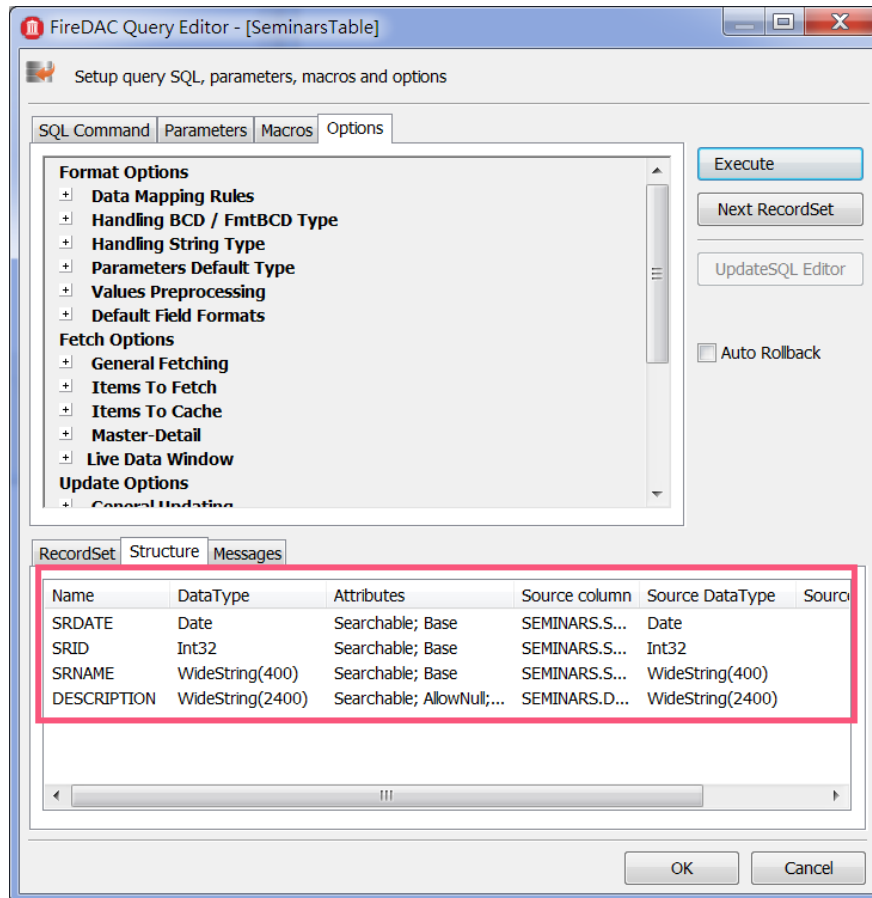 FireDAC Query Editor - [SeminarsTable]
Setup query SQL, parameters, macros and options
SQL Command Parameters Macros Options
Format Options
Data Mapping Rules
Handling BCD / FmtBCD Type
Handling String Type
Parameters Default Type
Values Preprocessing
Default Field Formats
Fetch Options
General Fetching
Items To Fetch
Items To Cache
Master-Detail
Live Data Window
Update Options
General Updating
Execute
Next RecordSet
UpdateSQL Editor
Auto Rollback
RecordSet Structure Messages
Name DataType Attributes Source column Source DataType Sourc
SRDATE Date Searchable; Base SEMINARS.S... Date
SRID Int32 Searchable; Base SEMINARS.S... Int32
SRNAME WideString(400) Searchable; Base SEMINARS.S... WideString(400)
DESCRIPTION WideString(2400) Searchable; AllowNull;... SEMINARS.D... WideString(2400)
OK Cancel